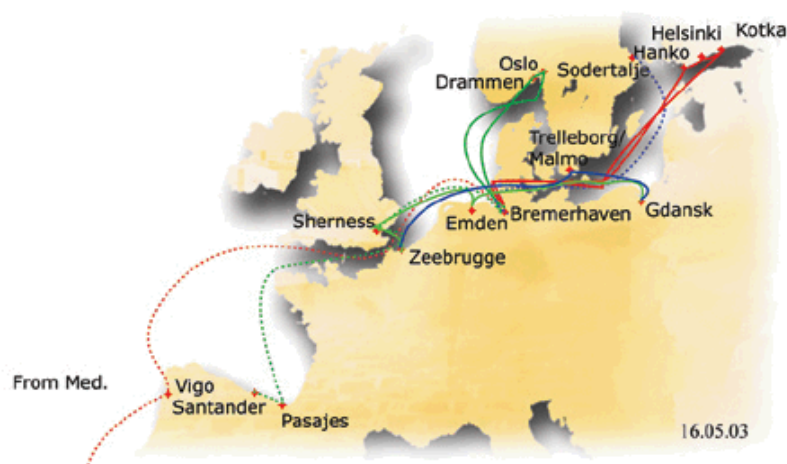 Helsinki
Kotka
Hanko
Oslo
Sodertalje
Drammen
Trelleborg/
Malmo
Sherness
Emden
Bremerhaven
Gdansk
Zeebrugge
From Med.
Vigo
Santander
Pasajes
16.05.03